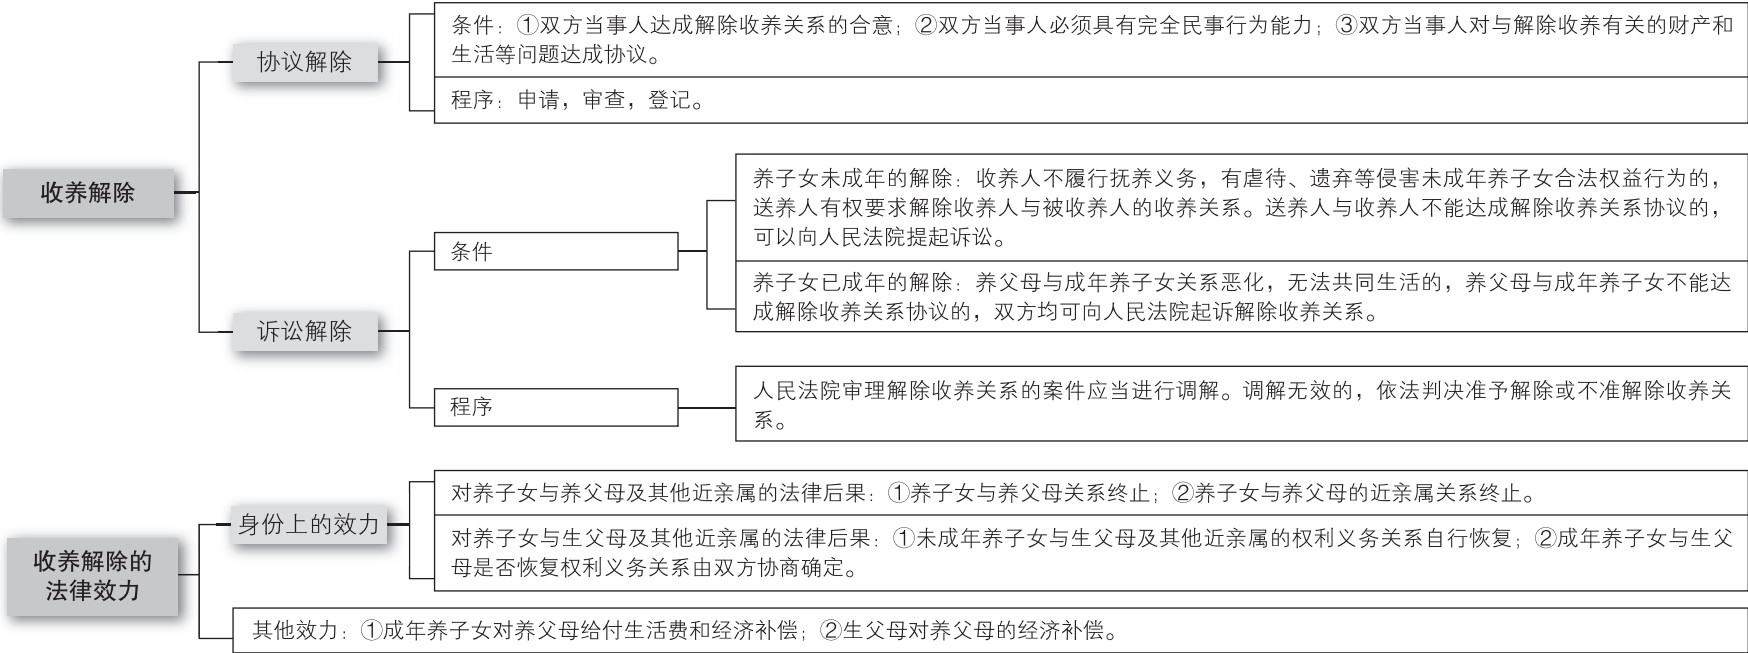 收养解除
协议解除
条件：①双方当事人达成解除收养关系的合意；②双方当事人必须具有完全民事行为能力；③双方当事人对与解除收养有关的财产和
生活等问题达成协议。
程序：申请，审查，登记。
诉讼解除
条件
养子女未成年的解除：收养人不履行抚养义务，有虐待、遗弃等侵害未成年养子女合法权益行为的，
送养人有权要求解除收养人与被收养人的收养关系。送养人与收养人不能达成解除收养关系协议的，
可以向人民法院提起诉讼。
养子女已成年的解除：养父母与成年养子女关系恶化，无法共同生活的，养父母与成年养子女不能达
成解除收养关系协议的，双方均可向人民法院起诉解除收养关系。
程序
人民法院审理解除收养关系的案件应当进行调解。调解无效的，依法判决准予解除或不准解除收养关
系。
收养解除的
法律效力
身份上的效力
对养子女与养父母及其他近亲属的法律后果：①养子女与养父母关系终止；②养子女与养父母的近亲属关系终止。
对养子女与生父母及其他近亲属的法律后果：①未成年养子女与生父母及其他近亲属的权利义务关系自行恢复；②成年养子女与生父
母是否恢复权利义务关系由双方协商确定。
其他效力：①成年养子女对养父母给付生活费和经济补偿；②生父母对养父母的经济补偿。